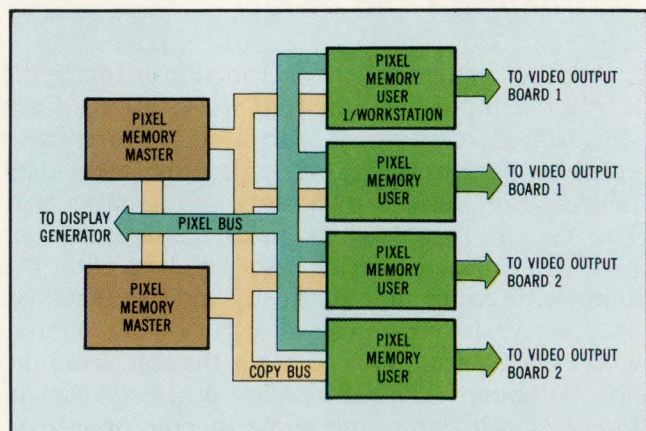 PIXEL
MEMORY
USER
1/WORKSTATION
TO VIDEO OUTPUT
BOARD 1
PIXEL
MEMORY
MASTER
PIXEL
MEMORY
USER
TO VIDEO OUTPUT
BOARD 1
TO DISPLAY
GENERATOR
PIXEL BUS
PIXEL
MEMORY
USER
TO VIDEO OUTPUT
BOARD 2
PIXEL
MEMORY
MASTER
PIXEL
MEMORY
USER
TO VIDEO OUTPUT
BOARD 2
COPY BUS